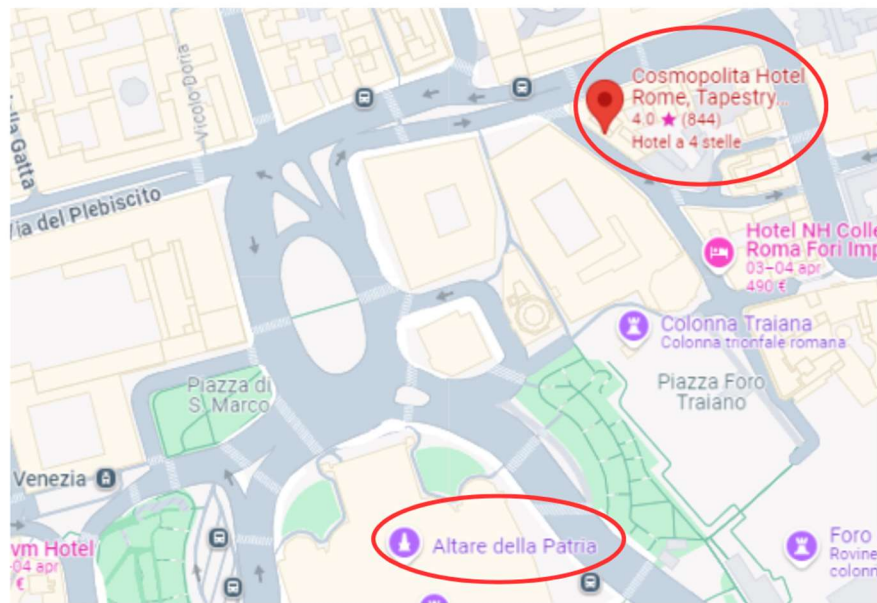 Vicolo Doria
ella Gatta
Via del Plebiscito
Cosmopolita Hotel
Rome, Tapestry...
4.0 ★ (844)
Hotel a 4 stelle
Hotel NH Colle
Roma Fori Imp
03–04 apr
490 €
Colonna Traiana
Colonna trionfale romana
Piazza di
S. Marco
Piazza Foro
Traiano
Venezia
Altare della Patria
vm Hotel
-04 apr
€
Foro
Rovine
colonn